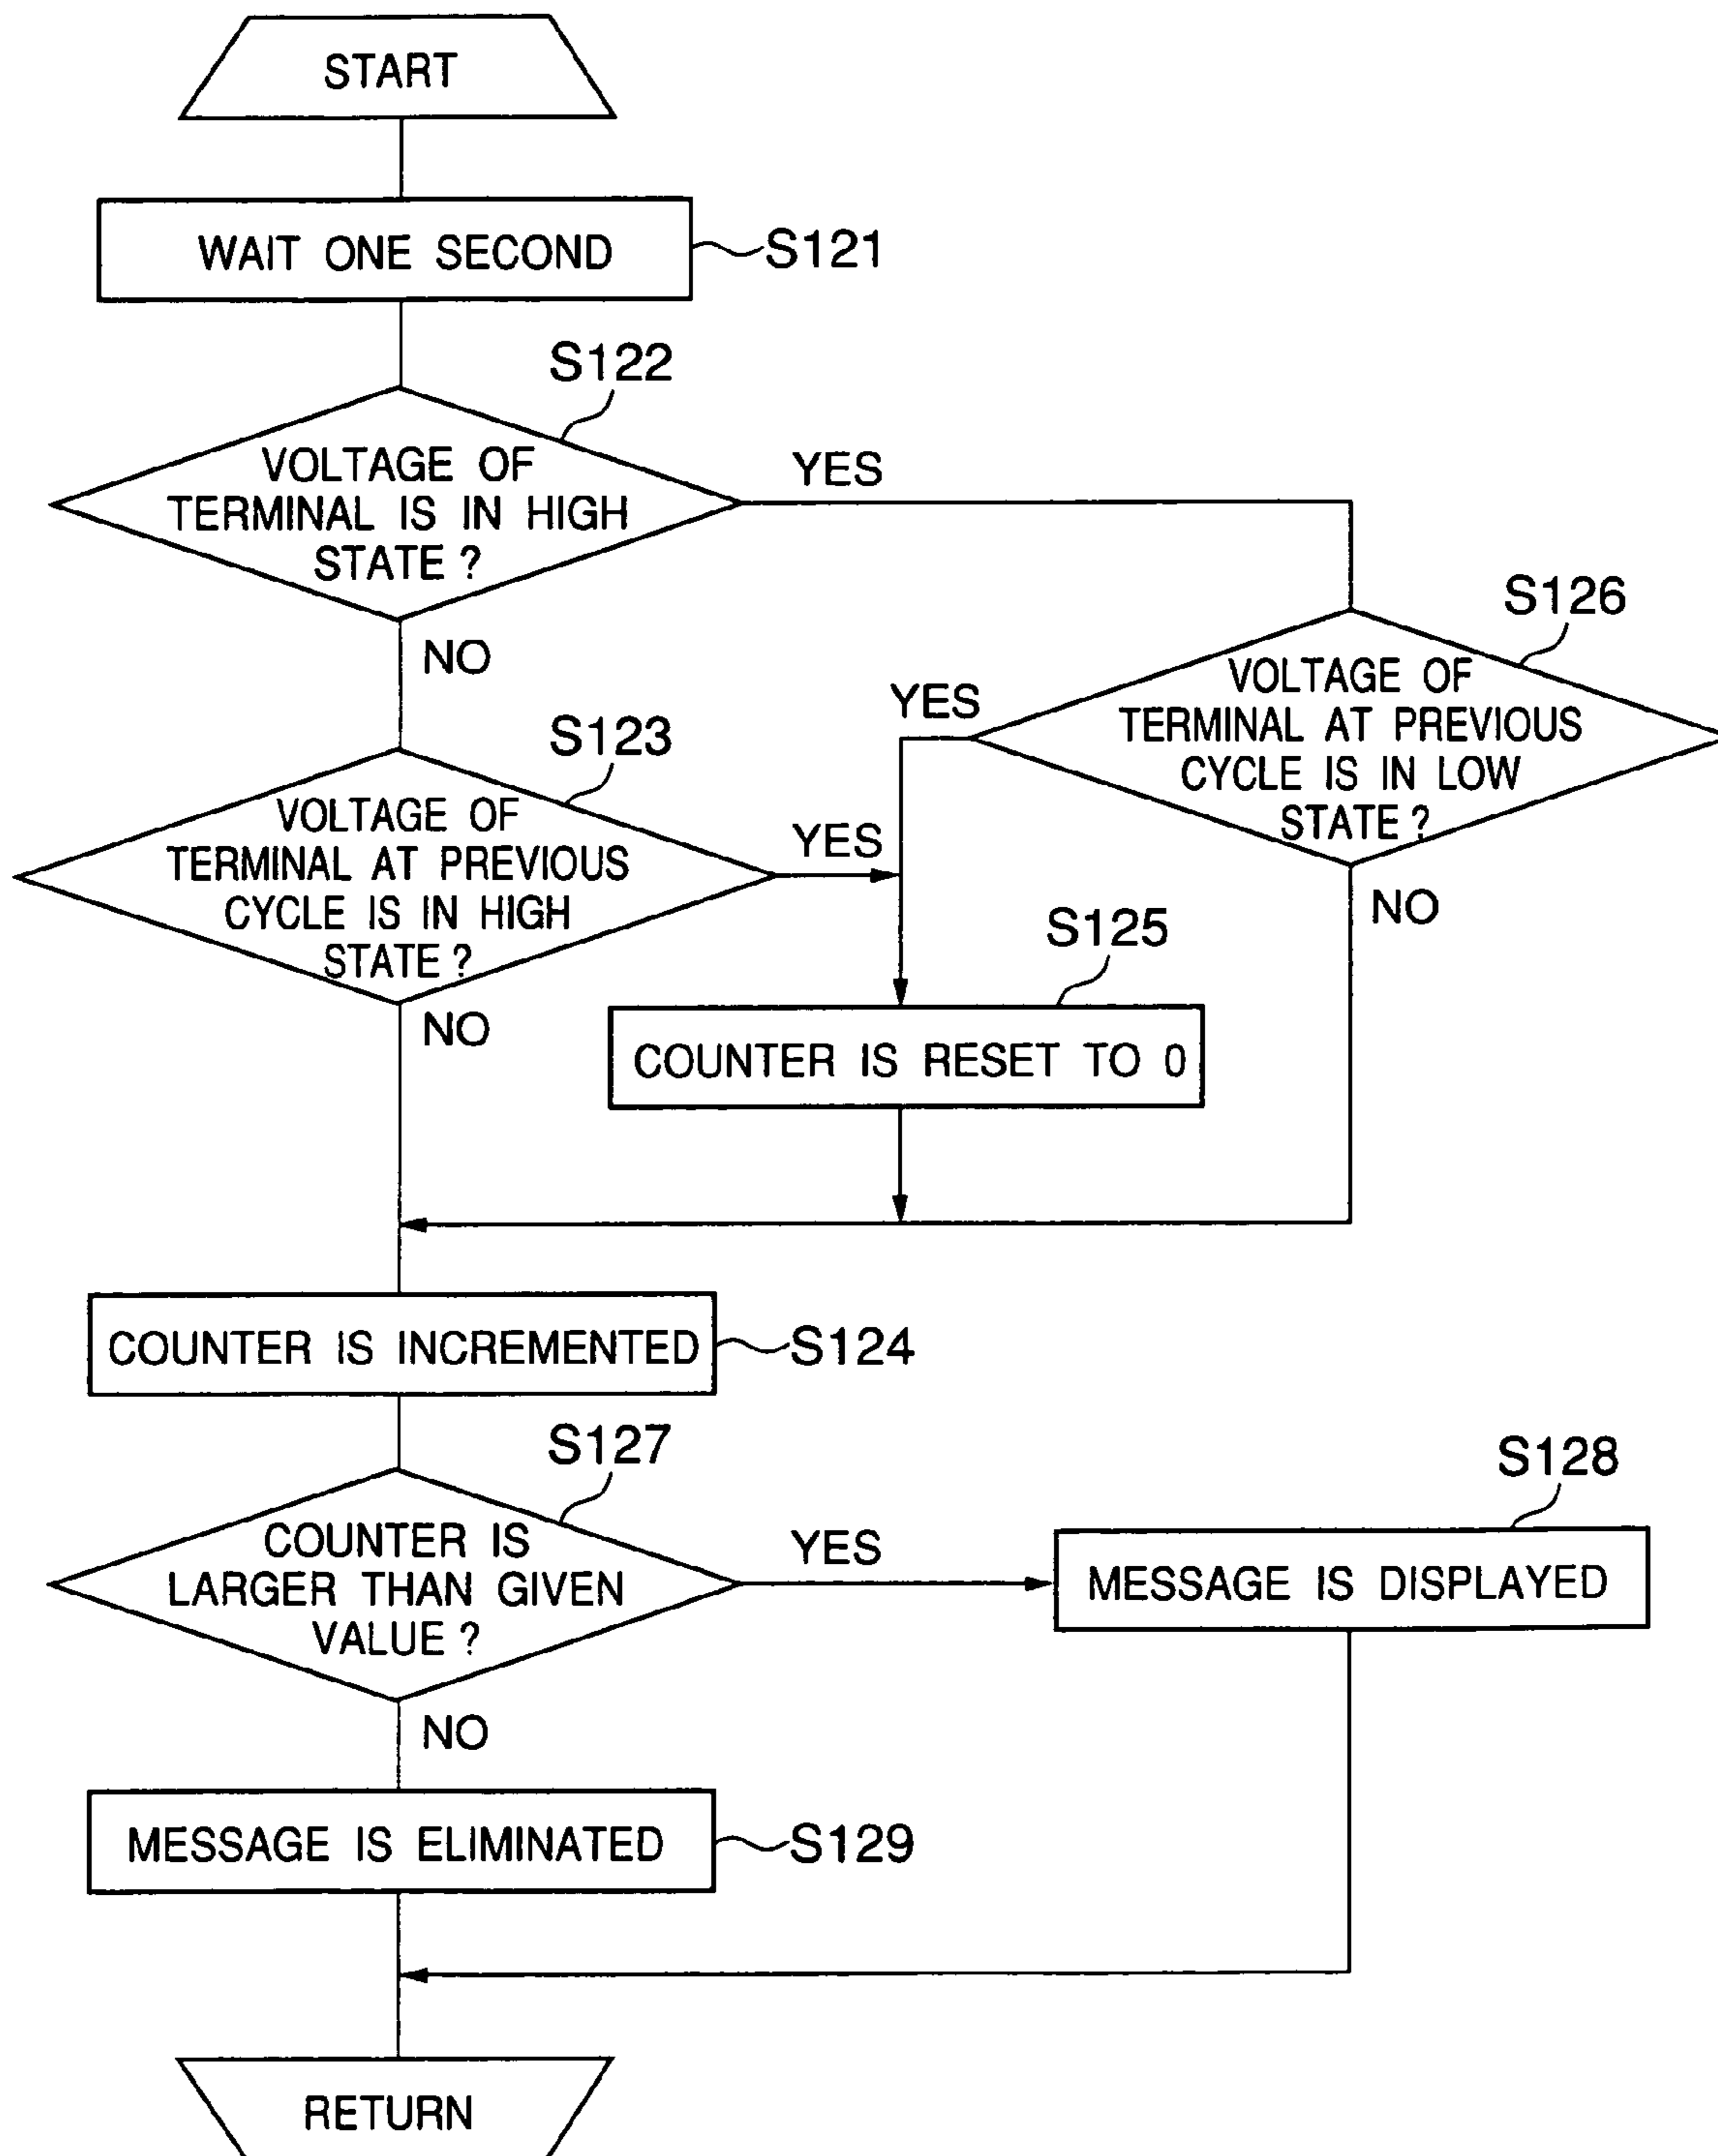 START
WAIT ONE SECOND
S121
S122
VOLTAGE OF
TERMINAL IS IN HIGH
STATE ?
YES
NO
S126
VOLTAGE OF
TERMINAL AT PREVIOUS
CYCLE IS IN LOW
STATE ?
YES
NO
S123
VOLTAGE OF
TERMINAL AT PREVIOUS
CYCLE IS IN HIGH
STATE ?
YES
NO
S125
COUNTER IS RESET TO 0
COUNTER IS INCREMENTED
S124
S127
COUNTER IS
LARGER THAN GIVEN
VALUE ?
YES
NO
S128
MESSAGE IS DISPLAYED
MESSAGE IS ELIMINATED
S129
RETURN